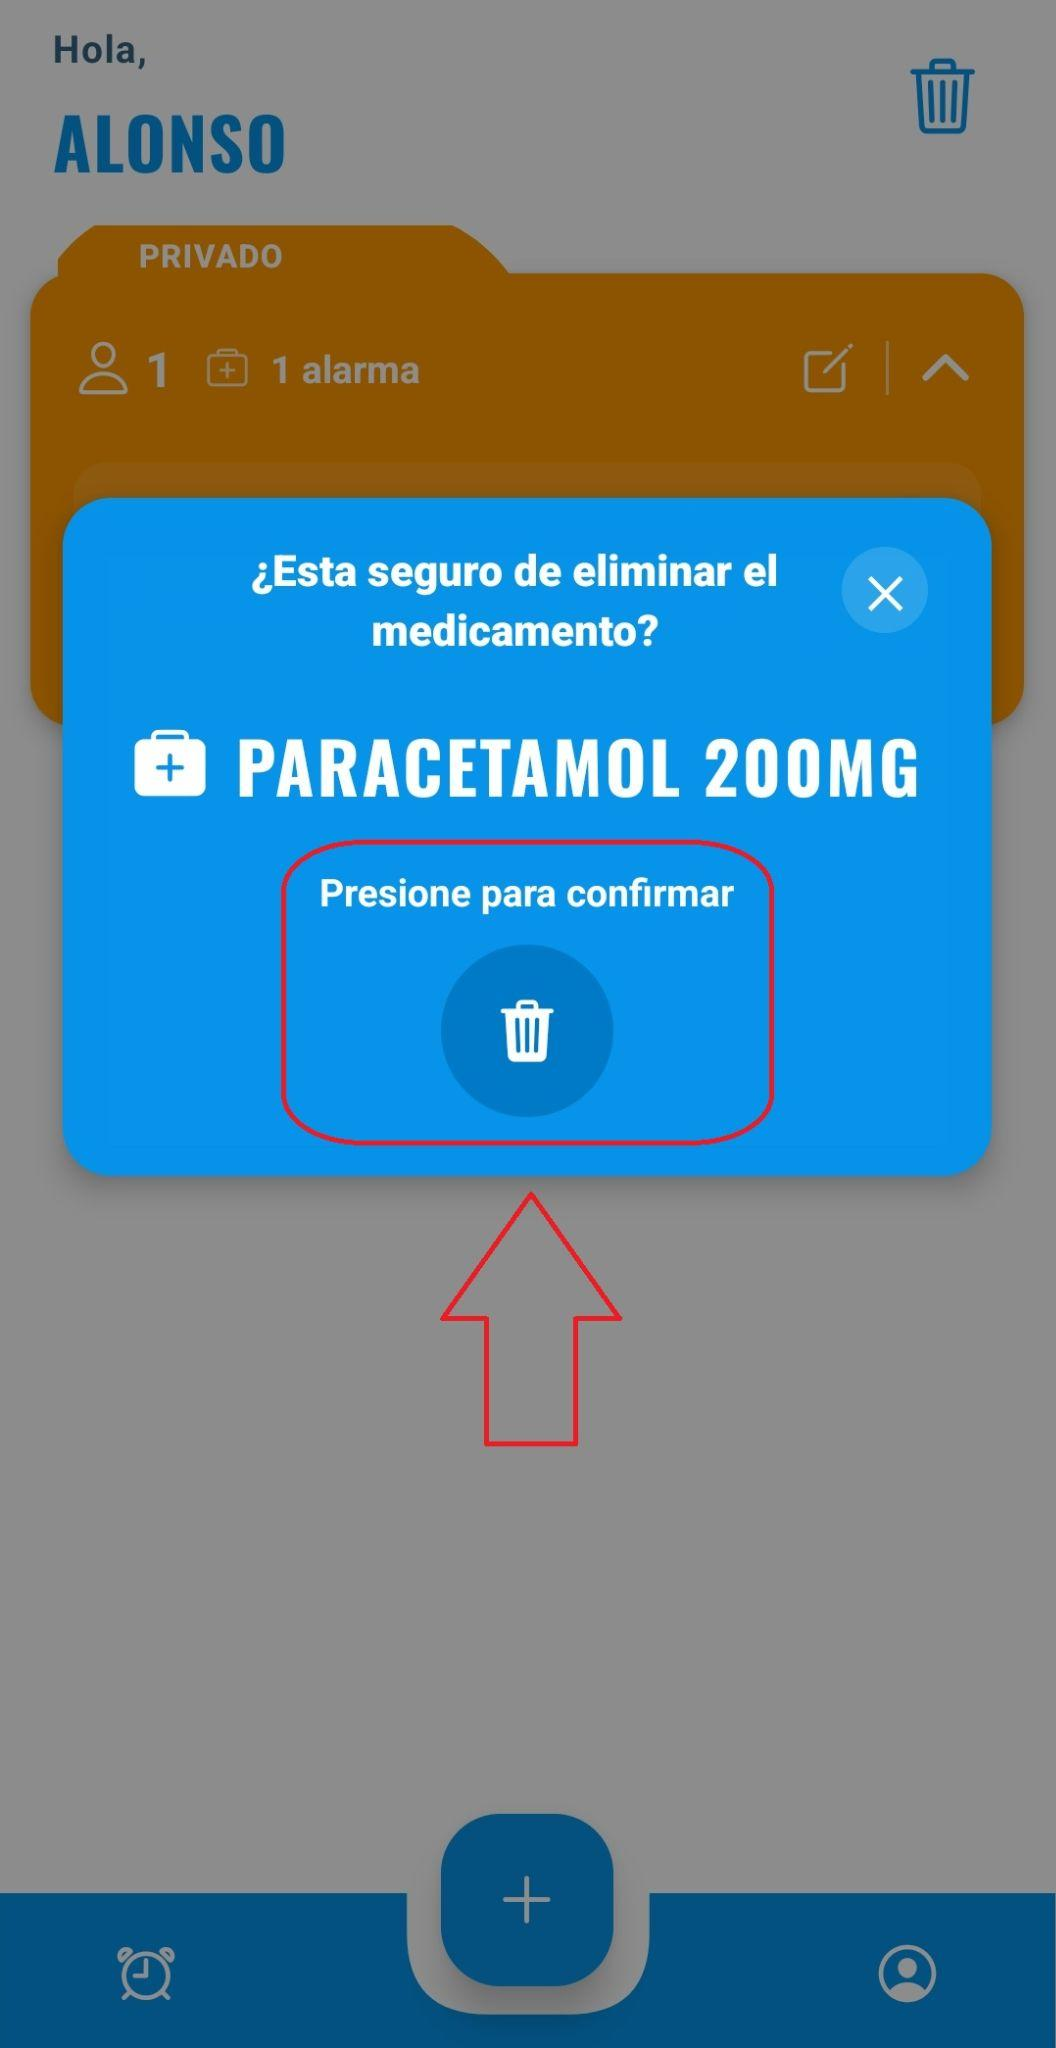 Hola,
ALONSO
PRIVADO
1
1 alarma
¿Esta seguro de eliminar el
medicamento?
PARACETAMOL 200MG
Presione para confirmar